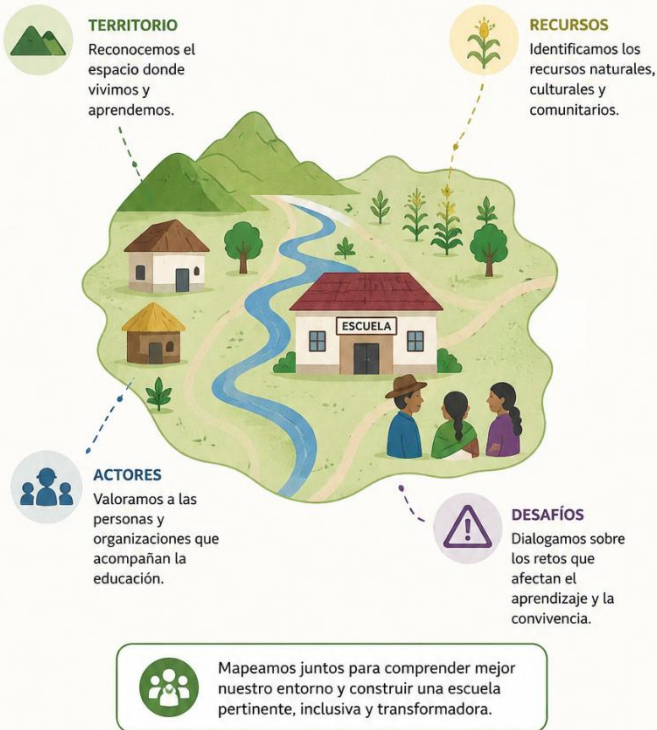 TERRITORIO
Reconocemos el
espacio donde
vivimos y
aprendemos.
RECURSOS
Identificamos los
recursos naturales,
culturales y
comunitarios.
ESCUELA
ACTORES
Valoramos a las
personas y
organizaciones que
acompañan la
educación.
DESAFÍOS
Dialogamos sobre
los retos que
afectan el
aprendizaje y la
convivencia.
Mapeamos juntos para comprender mejor
nuestro entorno y construir una escuela
pertinente, inclusiva y transformadora.